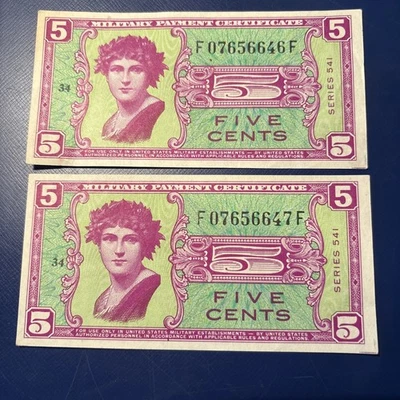 5 MILITARY PAYMENT CERTIFICATE 5
F07656646F
34
5
SERIES 541
FIVE
CENTS
5 FOR USE ONLY IN UNITED STATES MILITARY ESTABLISHMENTS — BY UNITED STATES 5
AUTHORIZED PERSONNEL IN ACCORDANCE WITH APPLICABLE RULES AND REGULATIONS
5 MILITARY PAYMENT CERTIFICATE 5
F07656647F
34
5
SERIES 541
FIVE
CENTS
5 FOR USE ONLY IN UNITED STATES MILITARY ESTABLISHMENTS — BY UNITED STATES 5
AUTHORIZED PERSONNEL IN ACCORDANCE WITH APPLICABLE RULES AND REGULATIONS